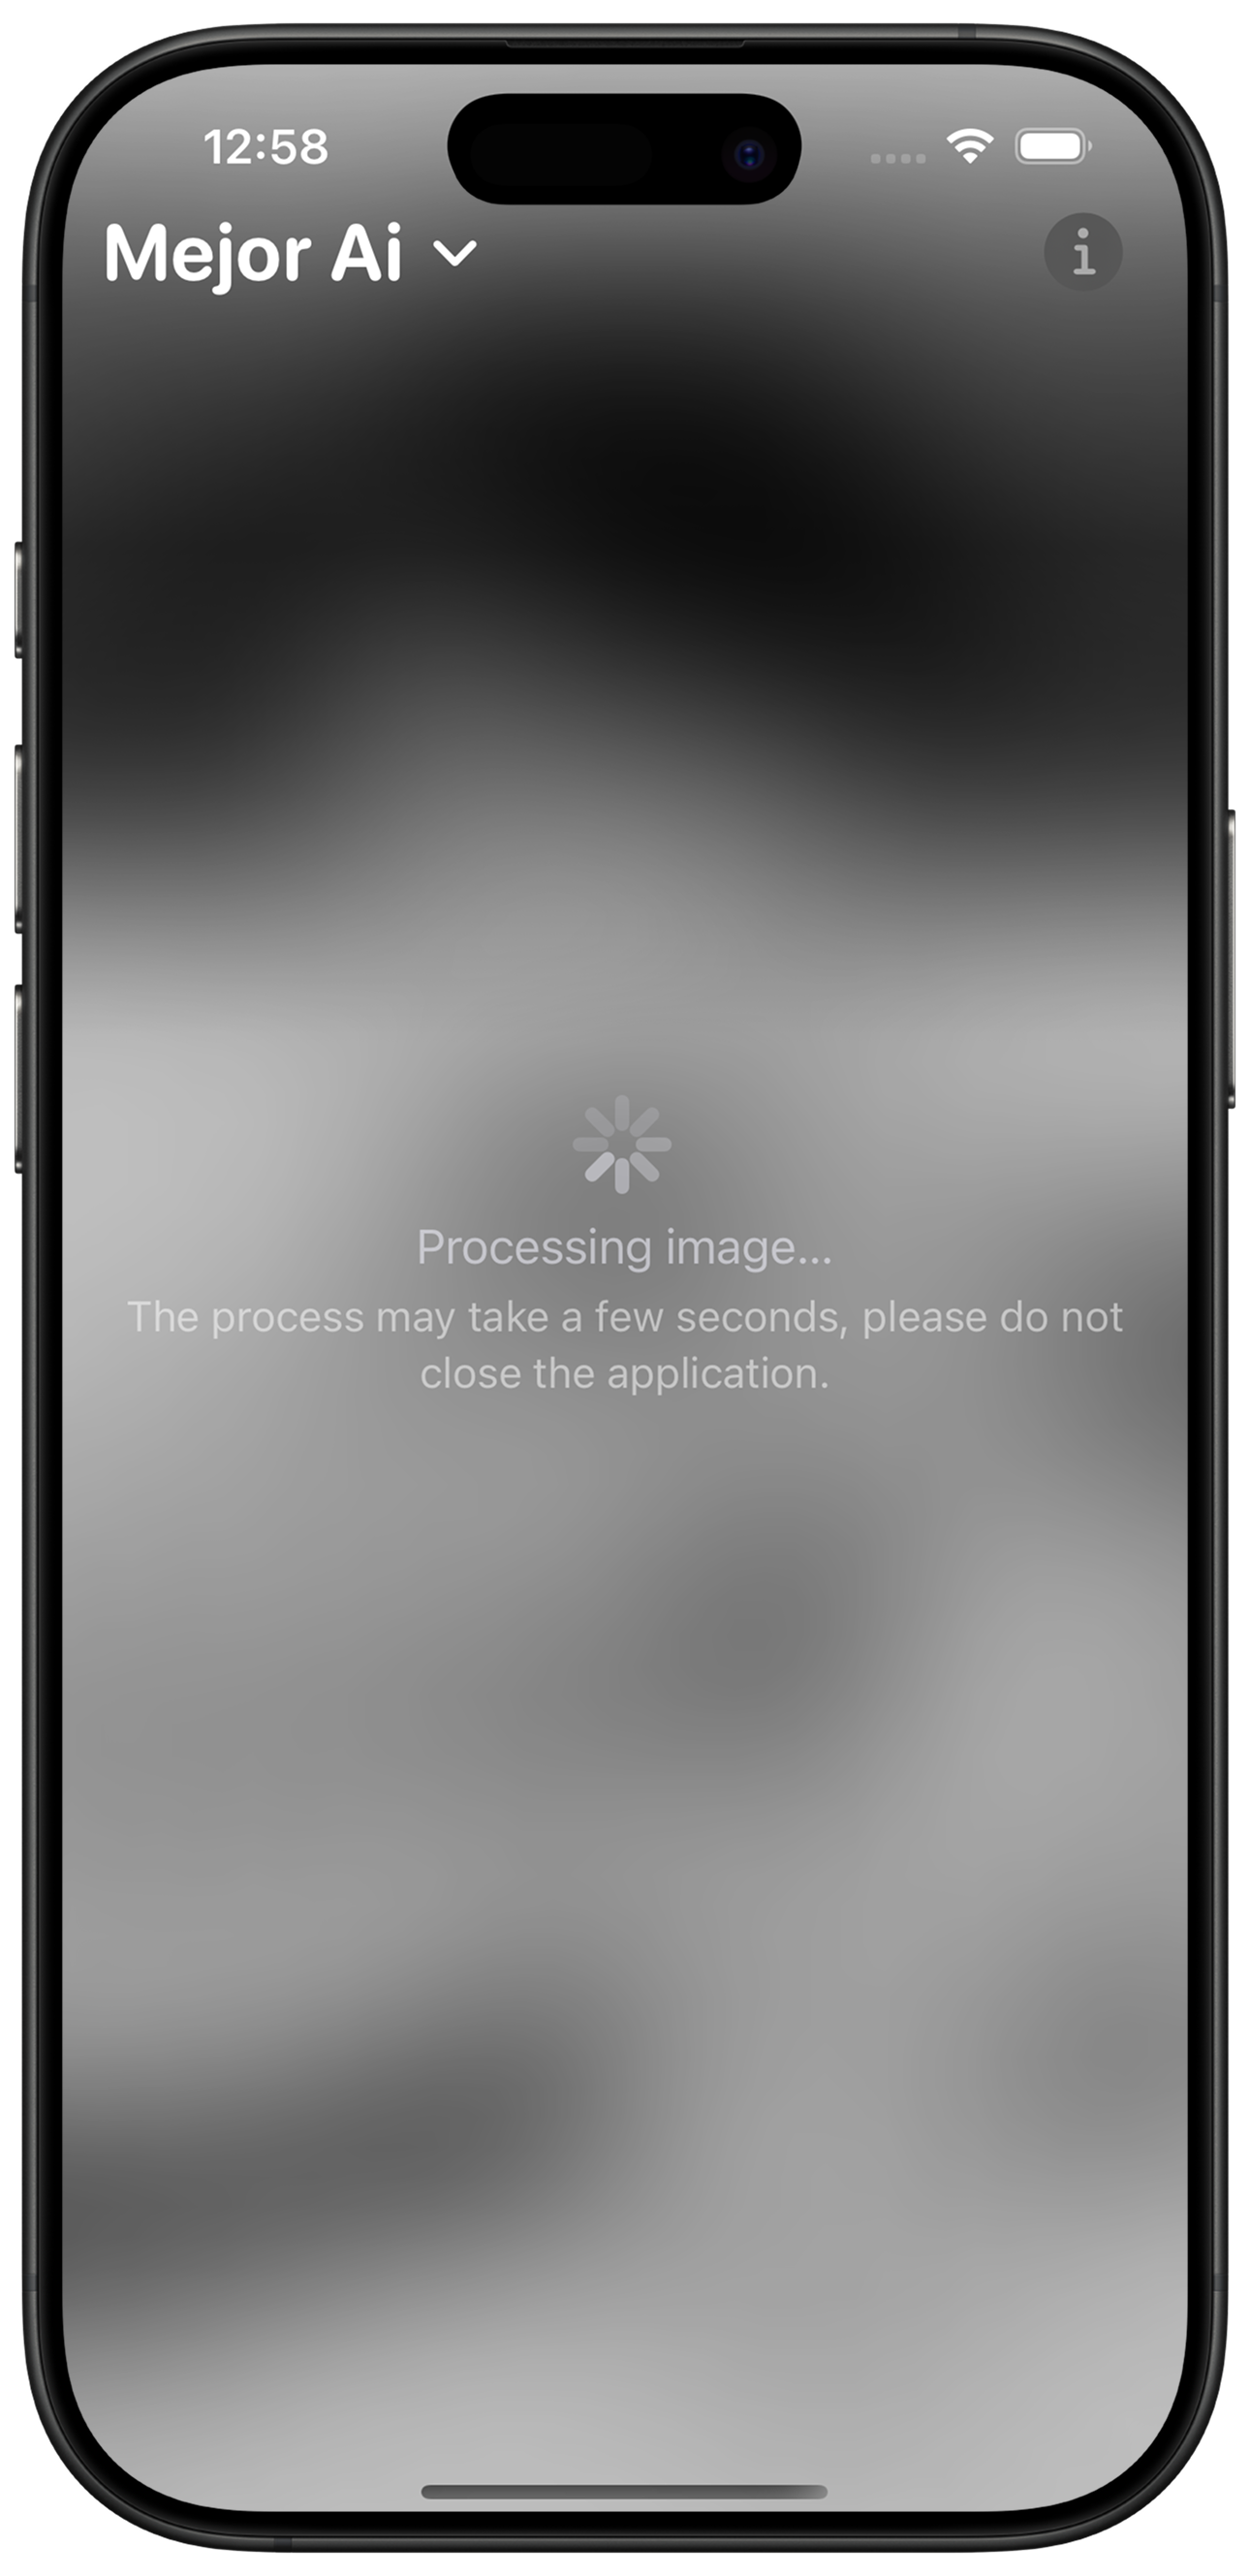 12:58
Mejor Ai
Processing image...
The process may take a few seconds, please do not
close the application.